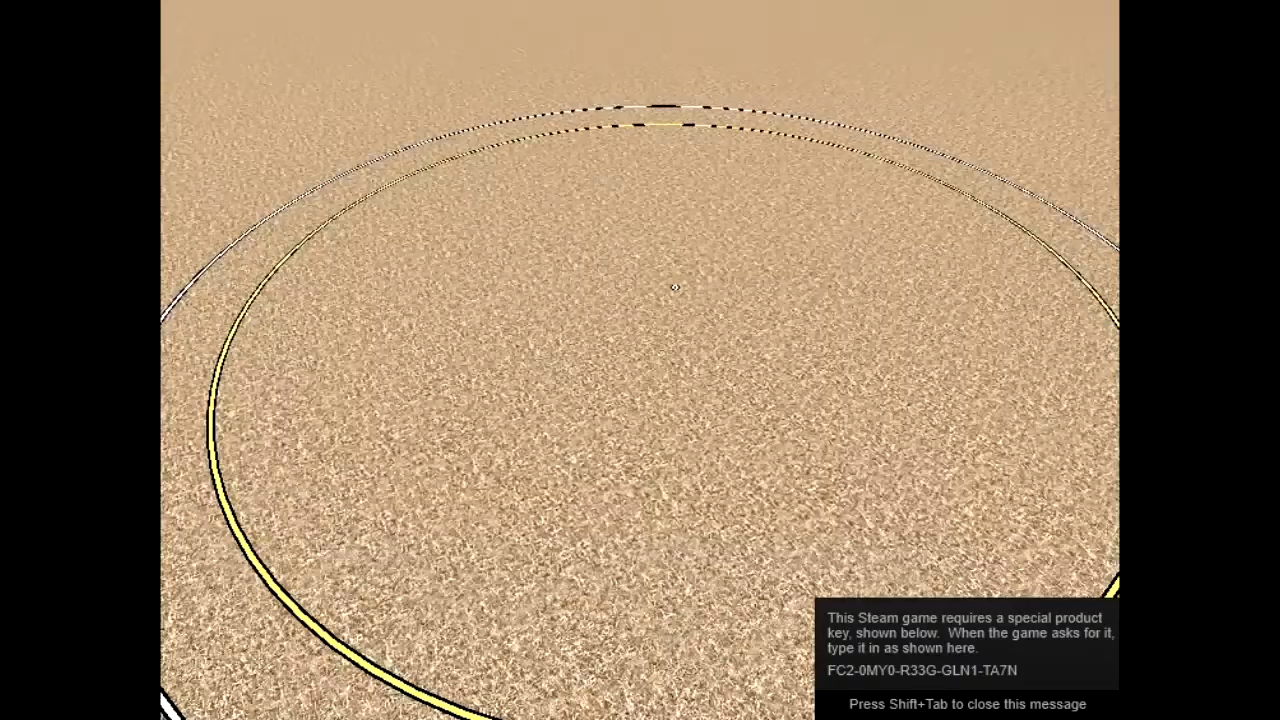 This Steam game requires a special product
key, shown below.  When the game asks for it,
type it in as shown here.
FC2-0MY0-R33G-GLN1-TA7N
Press Shift+Tab to close this message